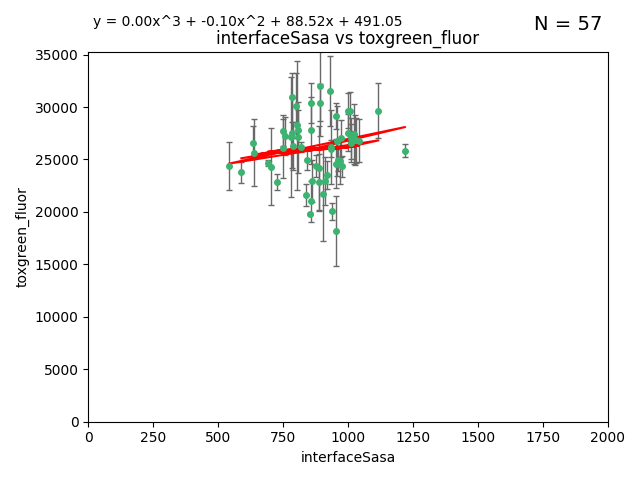 y = 0.00x^3 + -0.10x^2 + 88.52x + 491.05
N = 57
interfaceSasa vs toxgreen_fluor
35000
30000
25000
20000
15000
10000
5000
0
toxgreen_fluor
0 250 500 750 1000 1250 1500 1750 2000
interfaceSasa